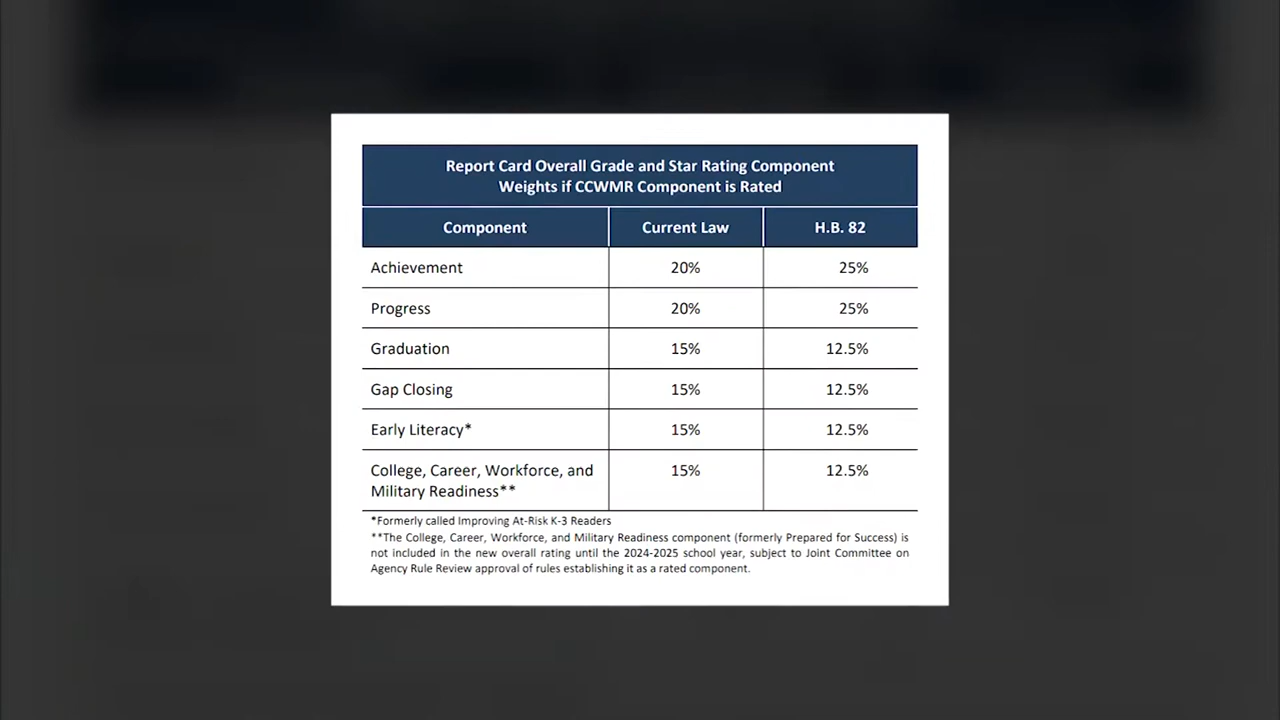 Report Card Overall Grade and Star Rating Component
Weights if CCWMR Component is Rated
Component Current Law H.B. 82
Achievement 20% 25%
Progress 20% 25%
Graduation 15% 12.5%
Gap Closing 15% 12.5%
Early Literacy* 15% 12.5%
College, Career, Workforce, and 15% 12.5%
Military Readiness**
*Formerly called Improving At-Risk K-3 Readers
**The College, Career, Workforce, and Military Readiness component (formerly Prepared for Success) is
not included in the new overall rating until the 2024-2025 school year, subject to Joint Committee on
Agency Rule Review approval of rules establishing it as a rated component.